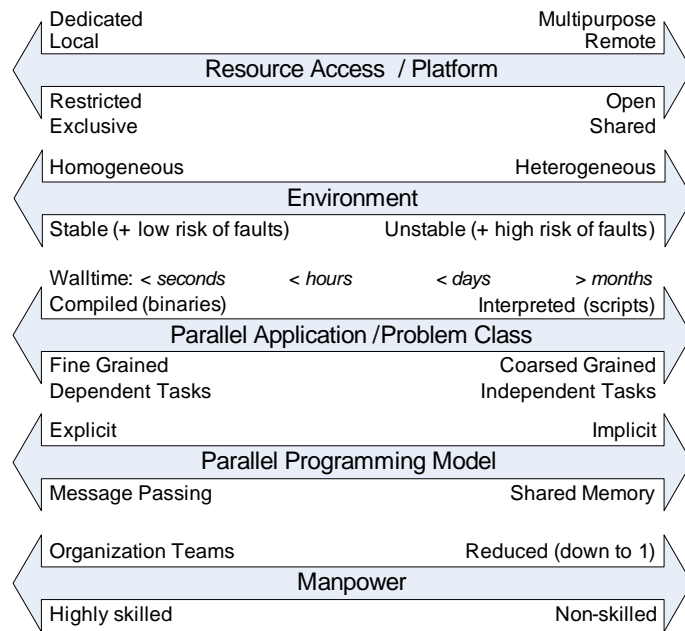 Dedicated Multipurpose
Local Remote
Resource Access / Platform
Restricted Open
Exclusive Shared
Homogeneous Heterogeneous
Environment
Stable (+ low risk of faults) Unstable (+ high risk of faults)
Walltime: < seconds < hours < days > months
Compiled (binaries) Interpreted (scripts)
Parallel Application /Problem Class
Fine Grained Coarsed Grained
Dependent Tasks Independent Tasks
Explicit Implicit
Parallel Programming Model
Message Passing Shared Memory
Organization Teams Reduced (down to 1)
Manpower
Highly skilled Non-skilled